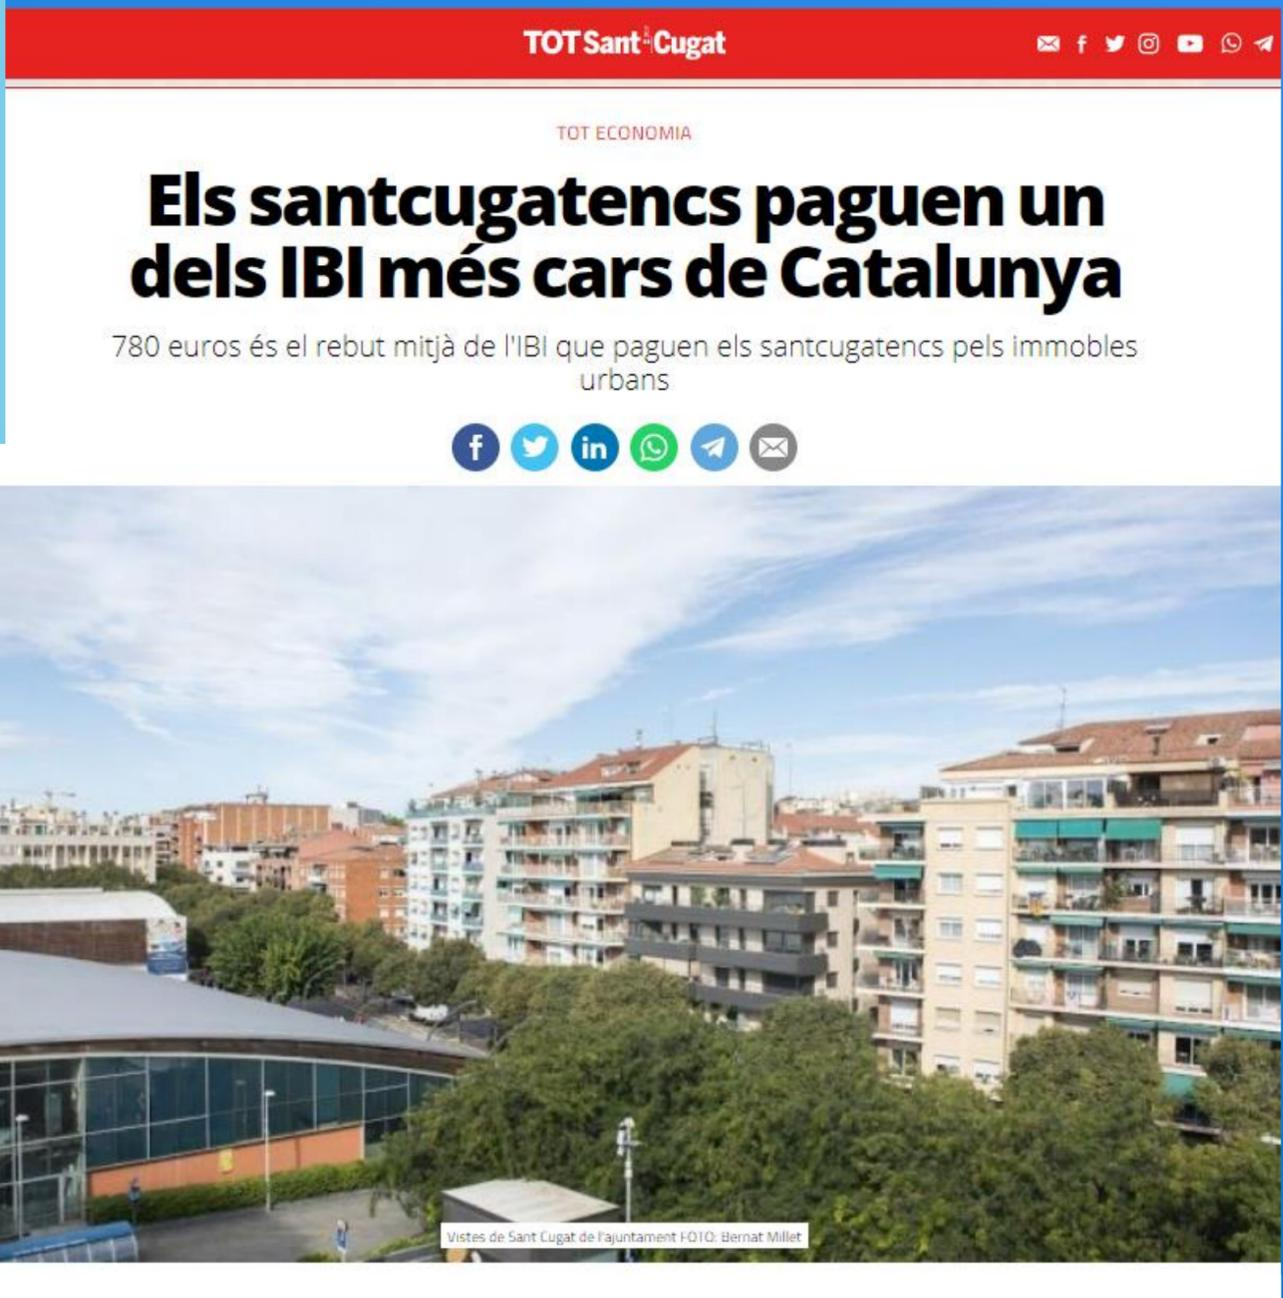 TOT Sant Cugat
TOT ECONOMIA
Els santcugatencs paguen un
dels IBI més cars de Catalunya
780 euros és el rebut mitjà de l'IBI que paguen els santcugatencs pels immobles
urbans
Vistes de Sant Cugat de l'ajuntament FOTO: Bernat Millet